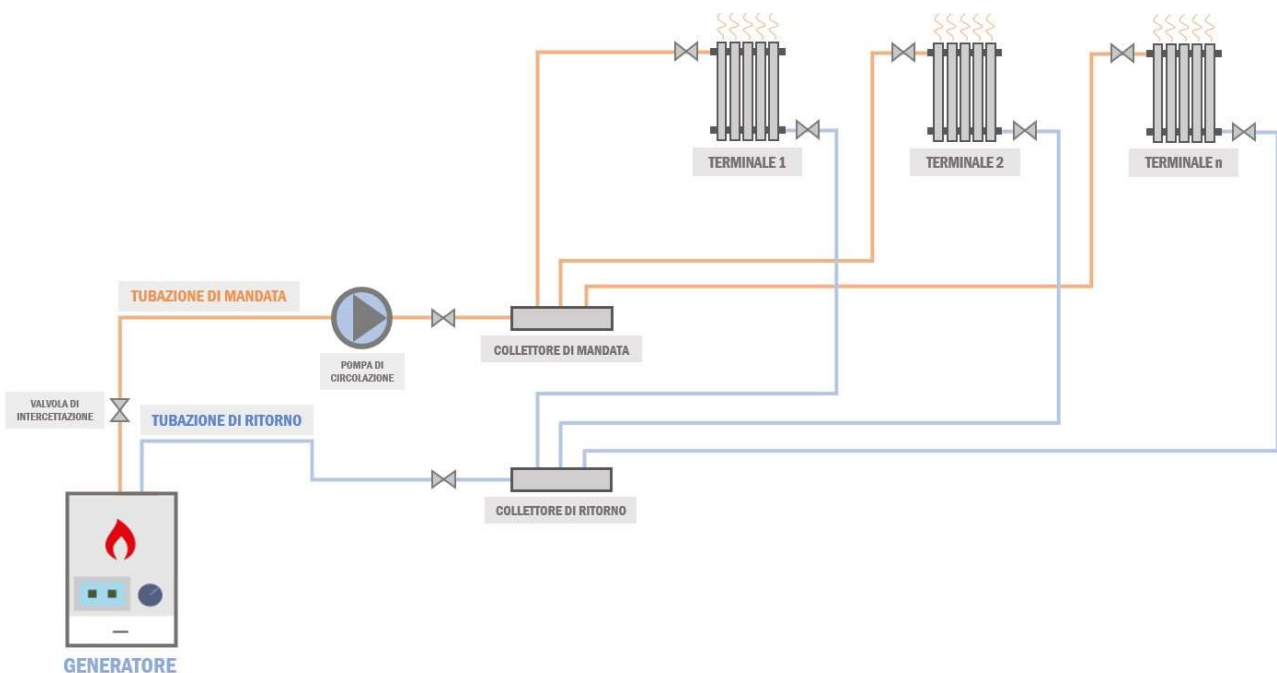 TERMINALE 1
TERMINALE 2
TERMINALE n
TUBAZIONE DI MANDATA
COLLETTORE DI MANDATA
POMPA DI
CIRCOLAZIONE
VALVOLA DI
INTERCETTAZIONE
TUBAZIONE DI RITORNO
COLLETTORE DI RITORNO
GENERATORE